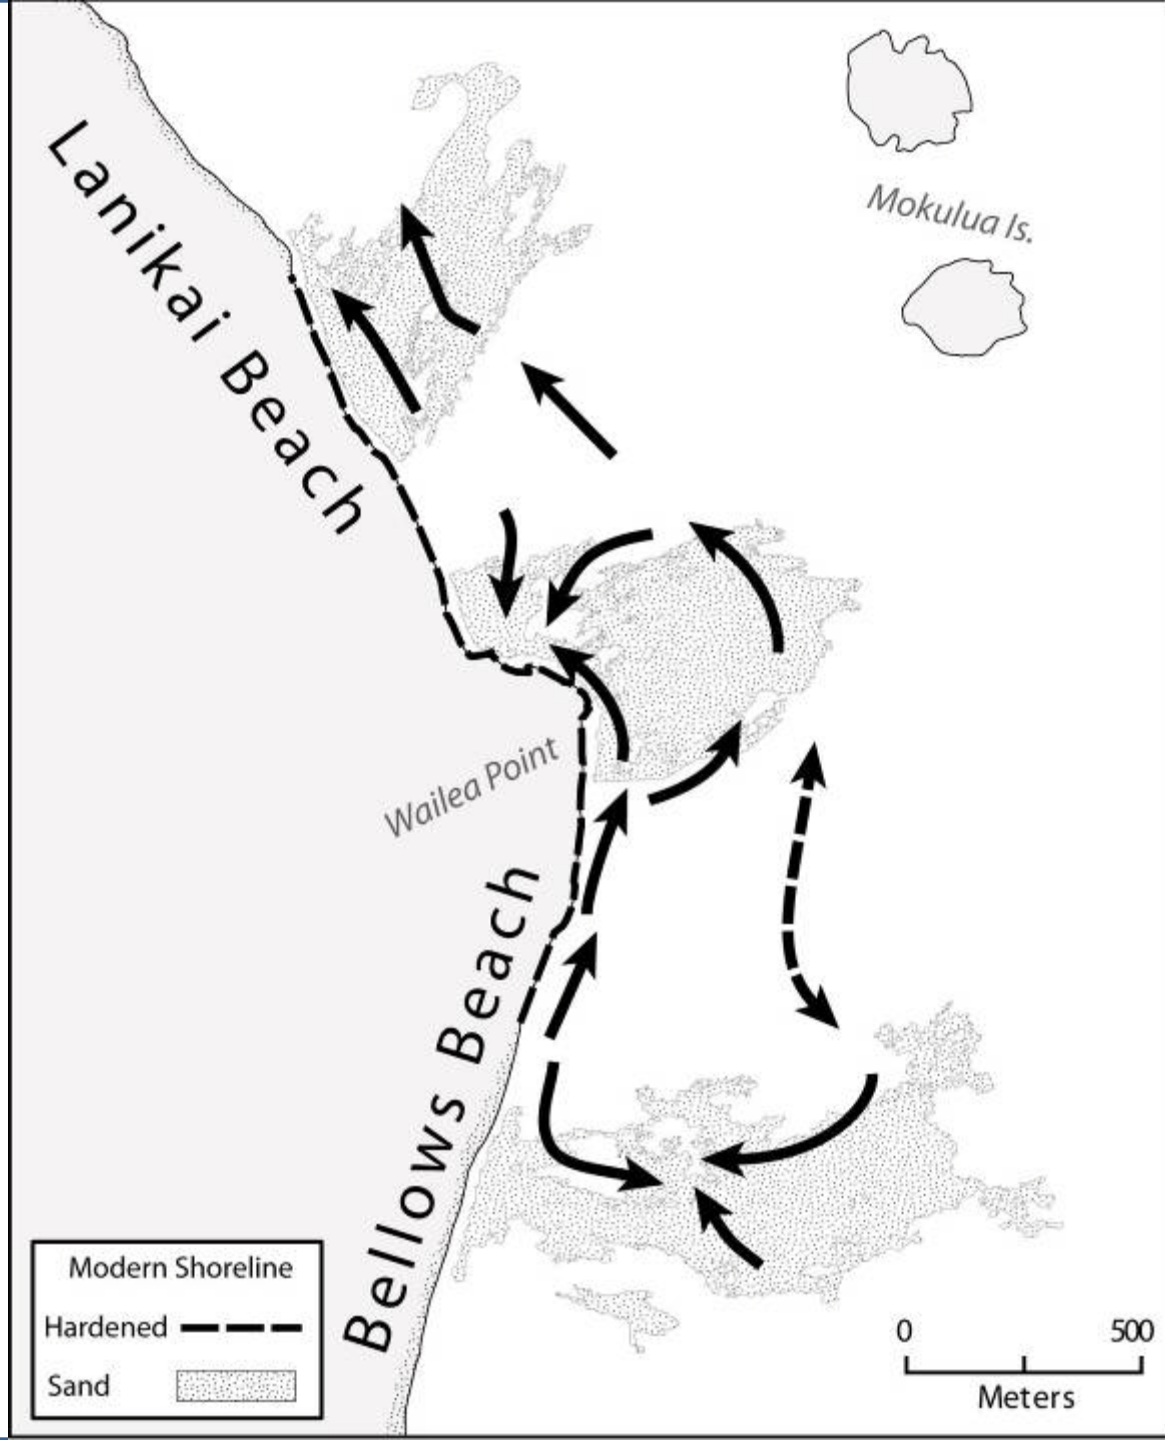 Lanikai Beach
Mokulua Is.
Wailea Point
Bellows Beach
Modern Shoreline
Hardened
Sand
0 500
Meters